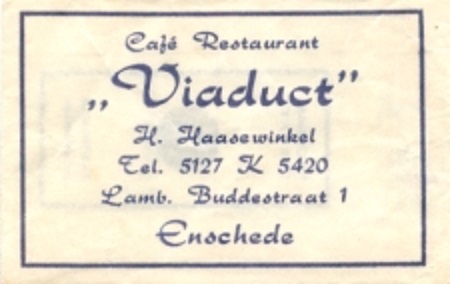 Café Restaurant
„Viaduct”
H. Haasewinkel
Tel. 5127 K 5420
Lamb. Buddestraat 1
Enschede